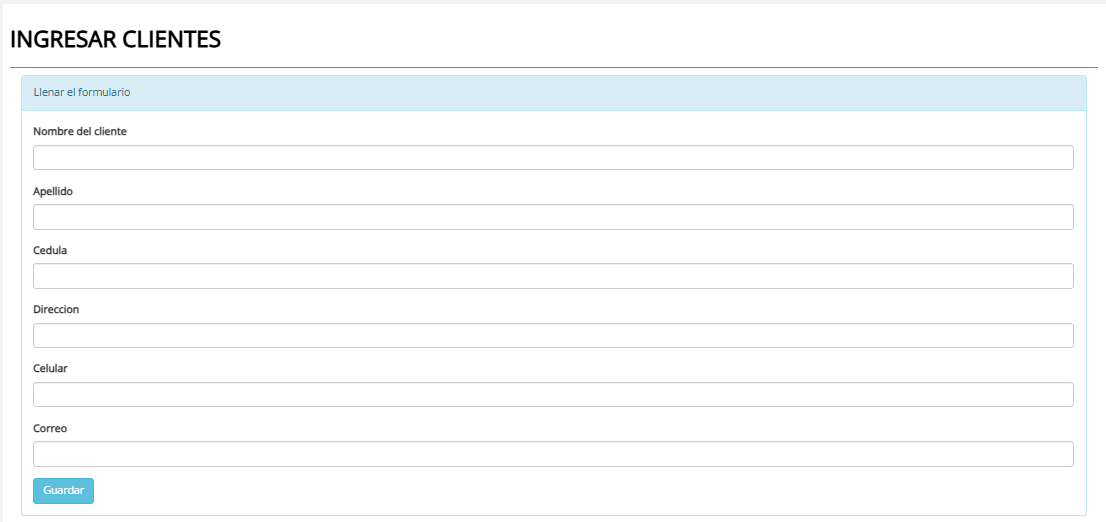 INGRESAR CLIENTES
Llenar el formulario
Nombre del cliente
Apellido
Cedula
Direccion
Celular
Correo
Guardar